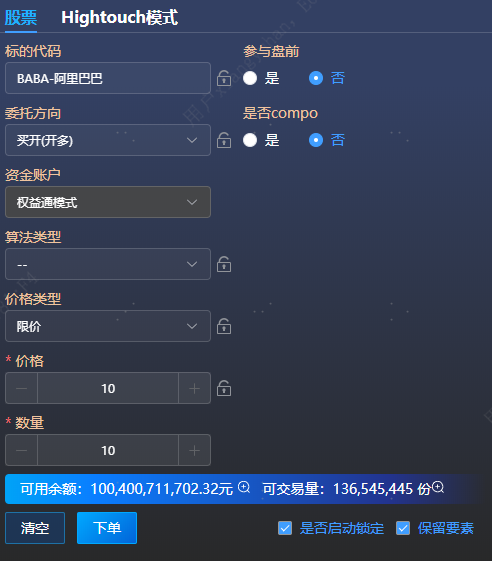 股票 Hightouch模式
标的代码 参与盘前
BABA-阿里巴巴 是 否
委托方向 是否compo
买开(开多) 是 否
资金账户
权益通模式
算法类型
--
价格类型
限价
* 价格
10
* 数量
10
可用余额：100,400,711,702.32元 可交易量：136,545,445 份
清空 下单 是否启动锁定 保留要素